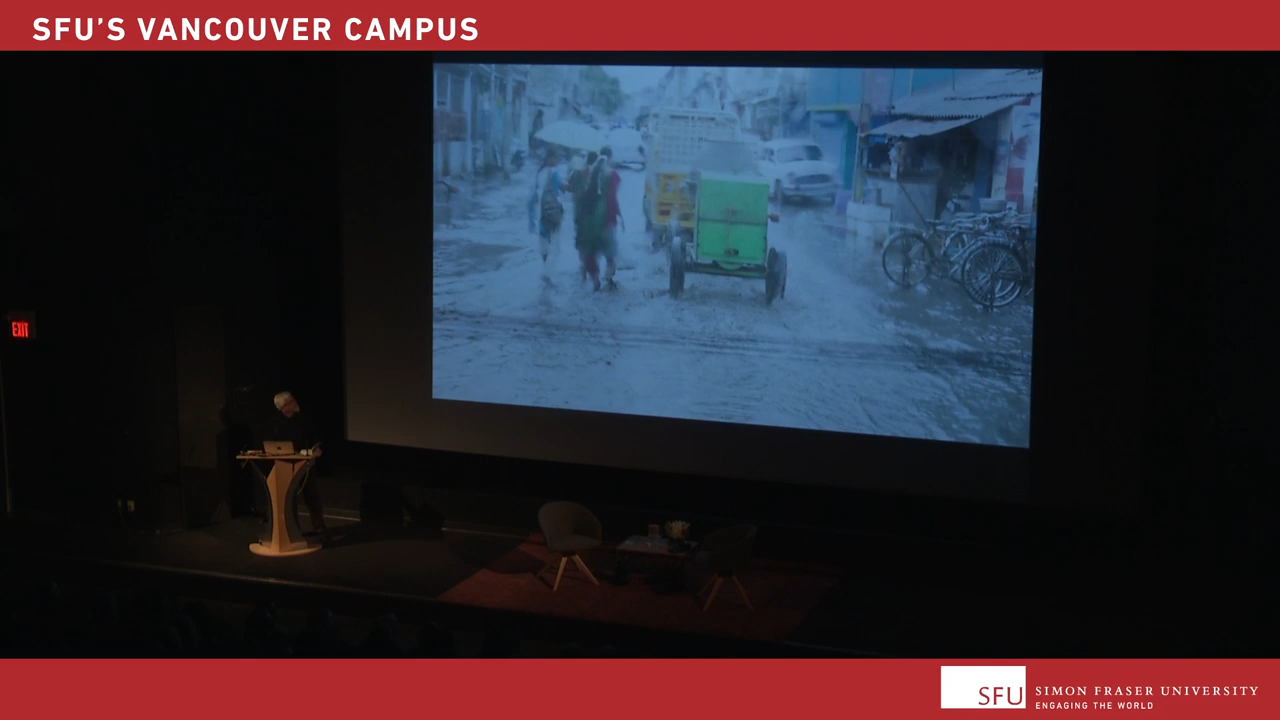 SFU'S VANCOUVER CAMPUS
EXIT
SFU
SIMON FRASER UNIVERSITY
ENGAGING THE WORLD